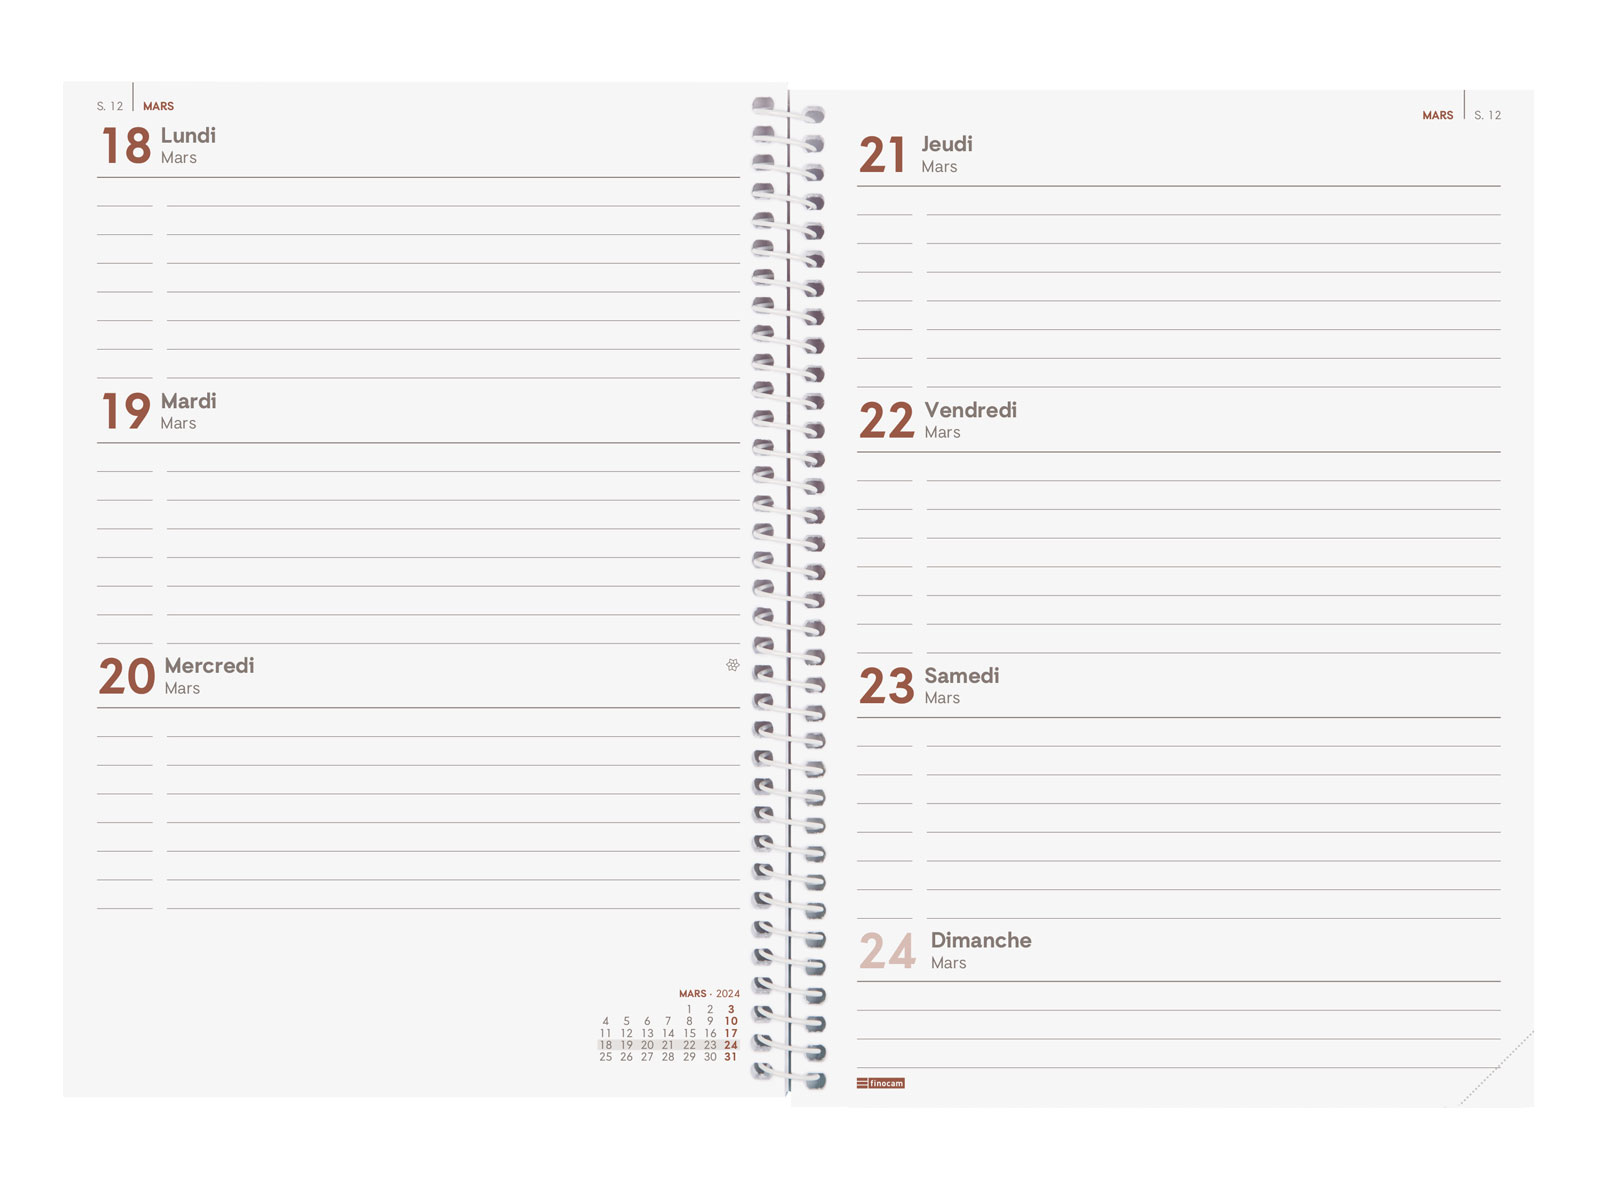 S. 12 MARS
18 Lundi
Mars
19 Mardi
Mars
20 Mercredi
Mars
MARS · 2024
1 2 3
4 5 6 7 8 9 10
11 12 13 14 15 16 17
18 19 20 21 22 23 24
25 26 27 28 29 30 31
MARS S. 12
21 Jeudi
Mars
22 Vendredi
Mars
23 Samedi
Mars
24 Dimanche
Mars
finocam